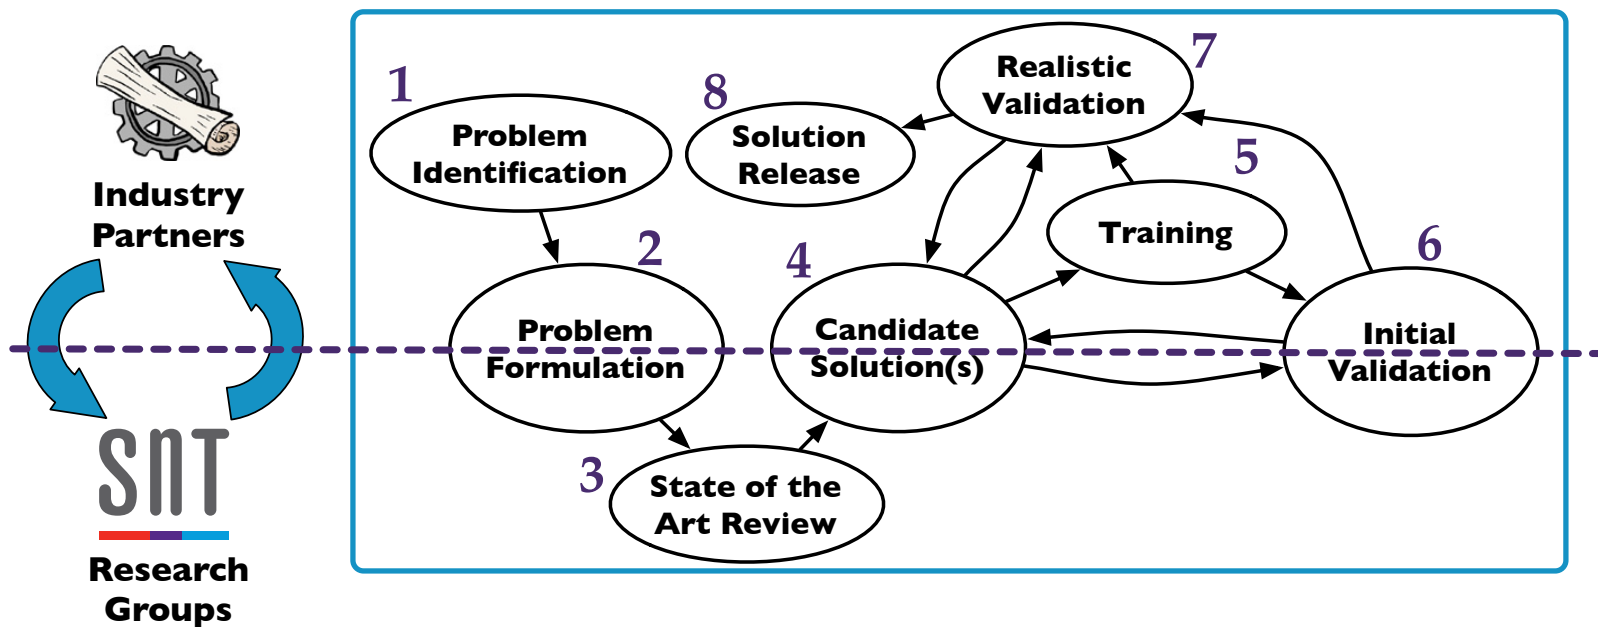 Industry
Partners
SNT
Research
Groups
1
Problem
Identification
2
Problem
Formulation
3
State of the
Art Review
4
Candidate
Solution(s)
5
Training
6
Initial
Validation
7
Realistic
Validation
8
Solution
Release